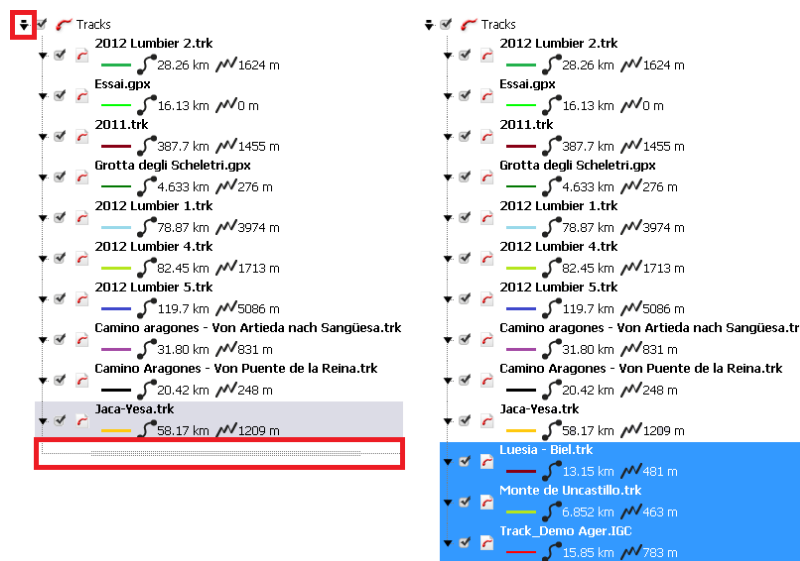 Tracks
2012 Lumbier 2.trk
28.26 km 1624 m
Essai.gpx
16.13 km 0 m
2011.trk
387.7 km 1455 m
Grotta degli Scheletri.gpx
4.633 km 276 m
2012 Lumbier 1.trk
78.87 km 3974 m
2012 Lumbier 4.trk
82.45 km 1713 m
2012 Lumbier 5.trk
119.7 km 5086 m
Camino aragones - Von Artieda nach Sangüesa.trk
31.80 km 831 m
Camino Aragones - Von Puente de la Reina.trk
20.42 km 248 m
Jaca-Yesa.trk
58.17 km 1209 m
Tracks
2012 Lumbier 2.trk
28.26 km 1624 m
Essai.gpx
16.13 km 0 m
2011.trk
387.7 km 1455 m
Grotta degli Scheletri.gpx
4.633 km 276 m
2012 Lumbier 1.trk
78.87 km 3974 m
2012 Lumbier 4.trk
82.45 km 1713 m
2012 Lumbier 5.trk
119.7 km 5086 m
Camino aragones - Von Artieda nach Sangüesa.tr
31.80 km 831 m
Camino Aragones - Von Puente de la Reina.trk
20.42 km 248 m
Jaca-Yesa.trk
58.17 km 1209 m
Luesia - Biel.trk
13.15 km 481 m
Monte de Uncastillo.trk
6.852 km 463 m
Track_Demo Ager.IGC
15.85 km 783 m